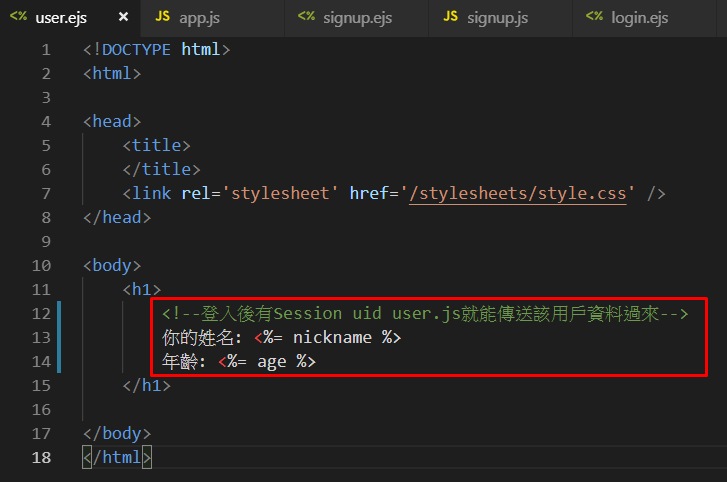 <%> user.ejs × JS app.js <%> signup.ejs JS signup.js <%> login.ejs
1 <!DOCTYPE html>
2 <html>
3
4 <head>
5 <title>
6 </title>
7 <link rel='stylesheet' href='/stylesheets/style.css' />
8 </head>
9
10 <body>
11 <h1>
12 <!--登入後有Session uid user.js就能傳送該用戶資料過來-->
13 你的姓名: <%= nickname %>
14 年齡: <%= age %>
15 </h1>
16
17 </body>
18 </html>